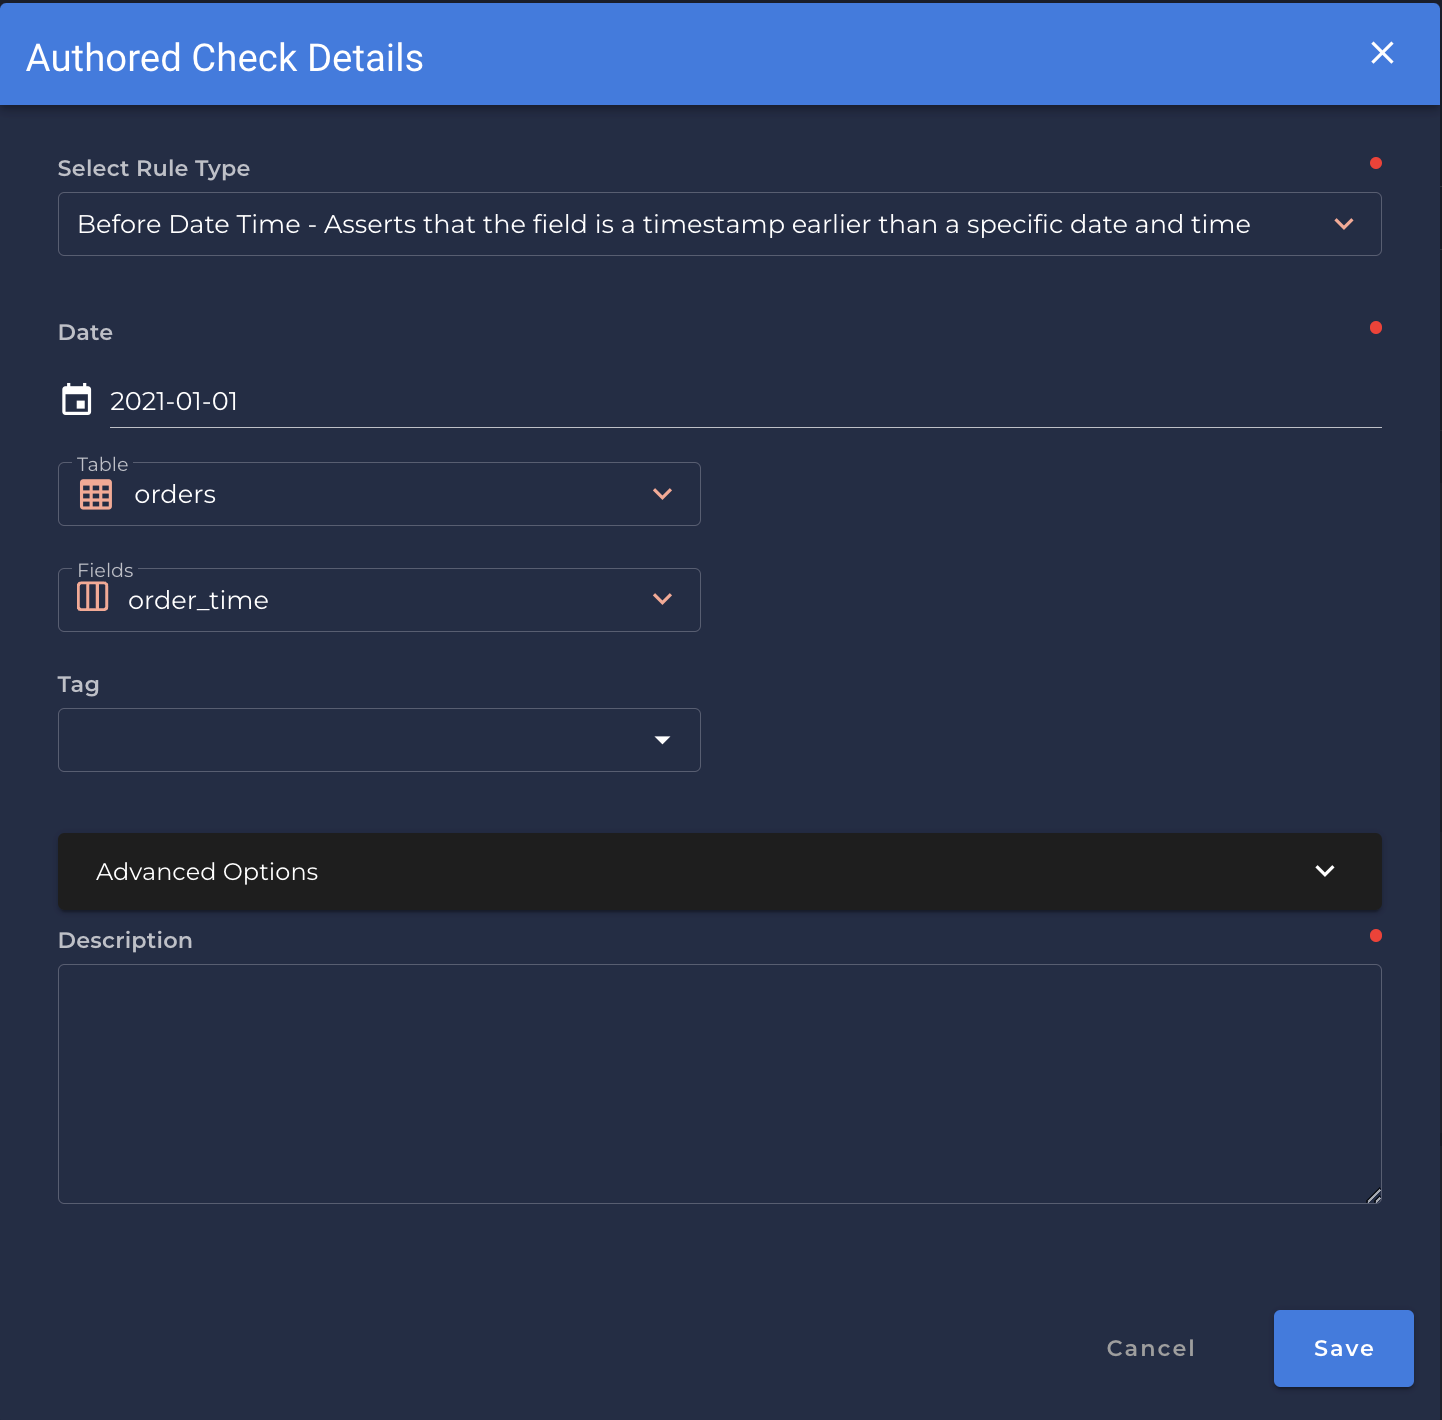 Authored Check Details
Select Rule Type
Before Date Time - Asserts that the field is a timestamp earlier than a specific date and time
Date
2021-01-01
Table
orders
Fields
order_time
Tag
Advanced Options
Description
Cancel
Save